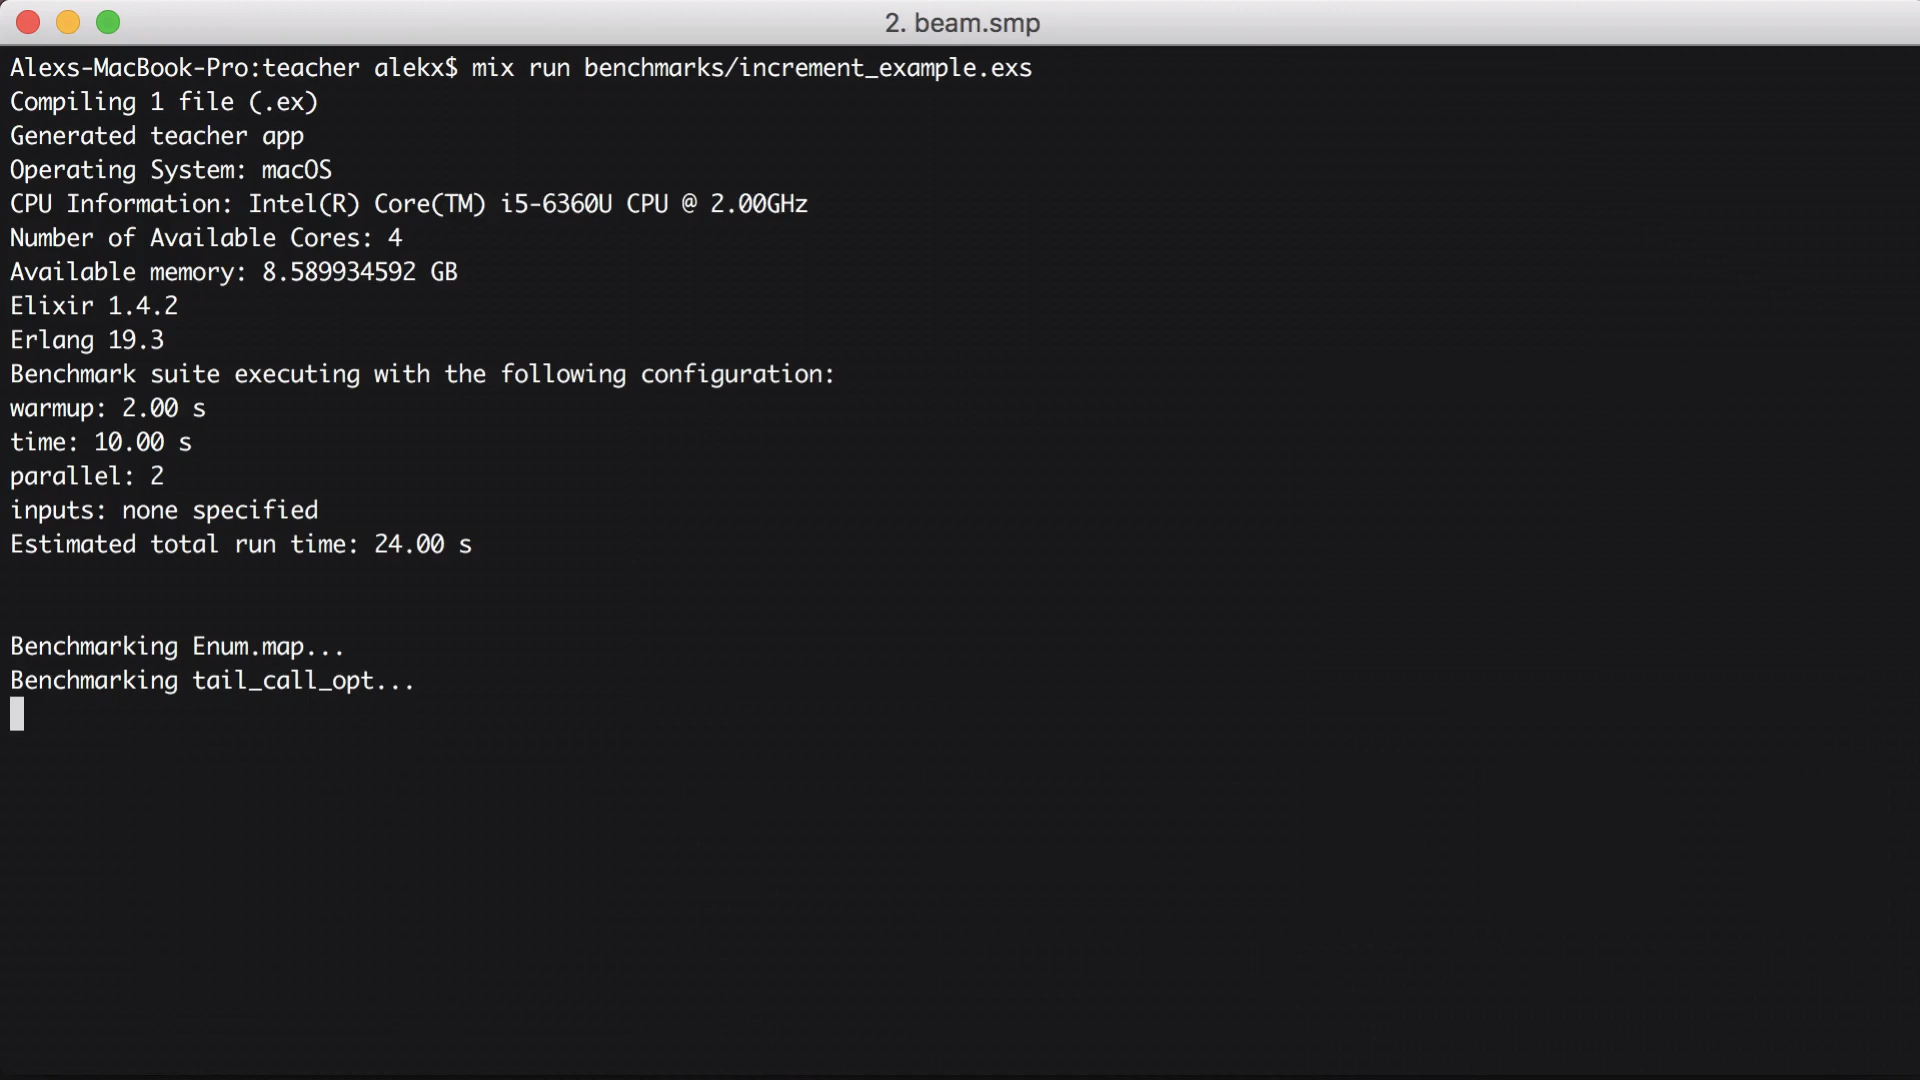 2. beam.smp
Alexs-MacBook-Pro:teacher alekx$ mix run benchmarks/increment_example.exs
Compiling 1 file (.ex)
Generated teacher app
Operating System: macOS
CPU Information: Intel(R) Core(TM) i5-6360U CPU @ 2.00GHz
Number of Available Cores: 4
Available memory: 8.589934592 GB
Elixir 1.4.2
Erlang 19.3
Benchmark suite executing with the following configuration:
warmup: 2.00 s
time: 10.00 s
parallel: 2
inputs: none specified
Estimated total run time: 24.00 s
Benchmarking Enum.map...
Benchmarking tail_call_opt...